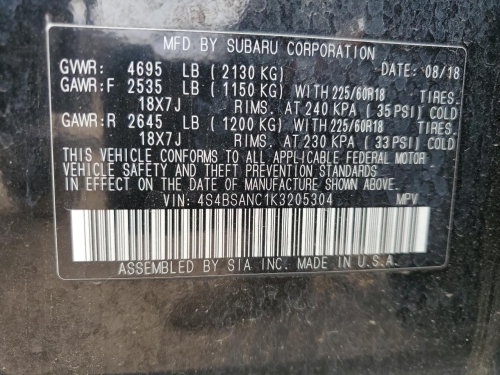 MFD BY SUBARU CORPORATION
GVWR: 4695 LB ( 2130 KG) DATE: 08/18
GAWR:F 2535 LB ( 1150 KG) WITH 225/60R18 TIRES.
18X7J RIMS. AT 240 KPA ( 35 PSI) COLD
GAWR:R 2645 LB ( 1200 KG) WITH 225/60R18 TIRES.
18X7J RIMS. AT 230 KPA ( 33 PSI) COLD
THIS VEHICLE CONFORMS TO ALL APPLICABLE FEDERAL MOTOR
VEHICLE SAFETY, BUMPER, AND THEFT PREVENTION STANDARDS
IN EFFECT ON THE DATE OF MANUFACTURE SHOWN ABOVE.
VIN: 4S4BSANC1K3205304 MPV
ASSEMBLED BY SIA INC. MADE IN U.S.A.